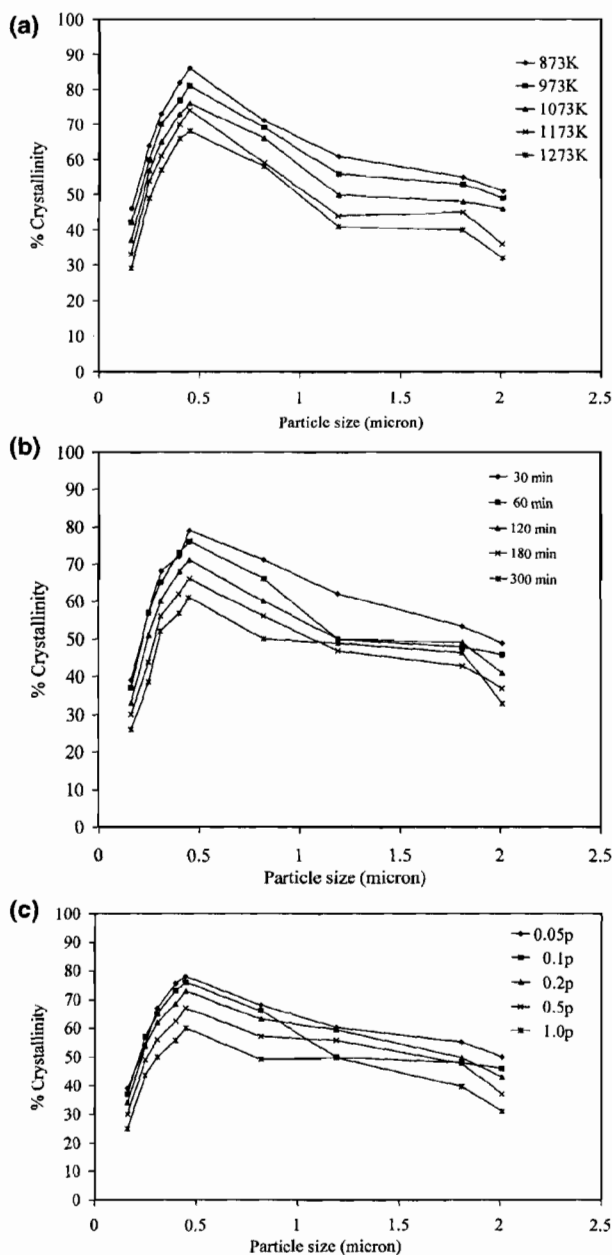 (a)
100
90
80
70
60
50
40
30
20
10
0
% Crystallinity
873K
973K
1073K
1173K
1273K
0 0.5 1 1.5 2 2.5
Particle size (micron)
(b)
100
90
80
70
60
50
40
30
20
10
0
% Crystallinity
30 min
60 min
120 min
180 min
300 min
0 0.5 1 1.5 2 2.5
Particle size (micron)
(c)
100
90
80
70
60
50
40
30
20
10
0
% Crystallinity
0.05p
0.1p
0.2p
0.5p
1.0p
0 0.5 1 1.5 2 2.5
Particle size (micron)